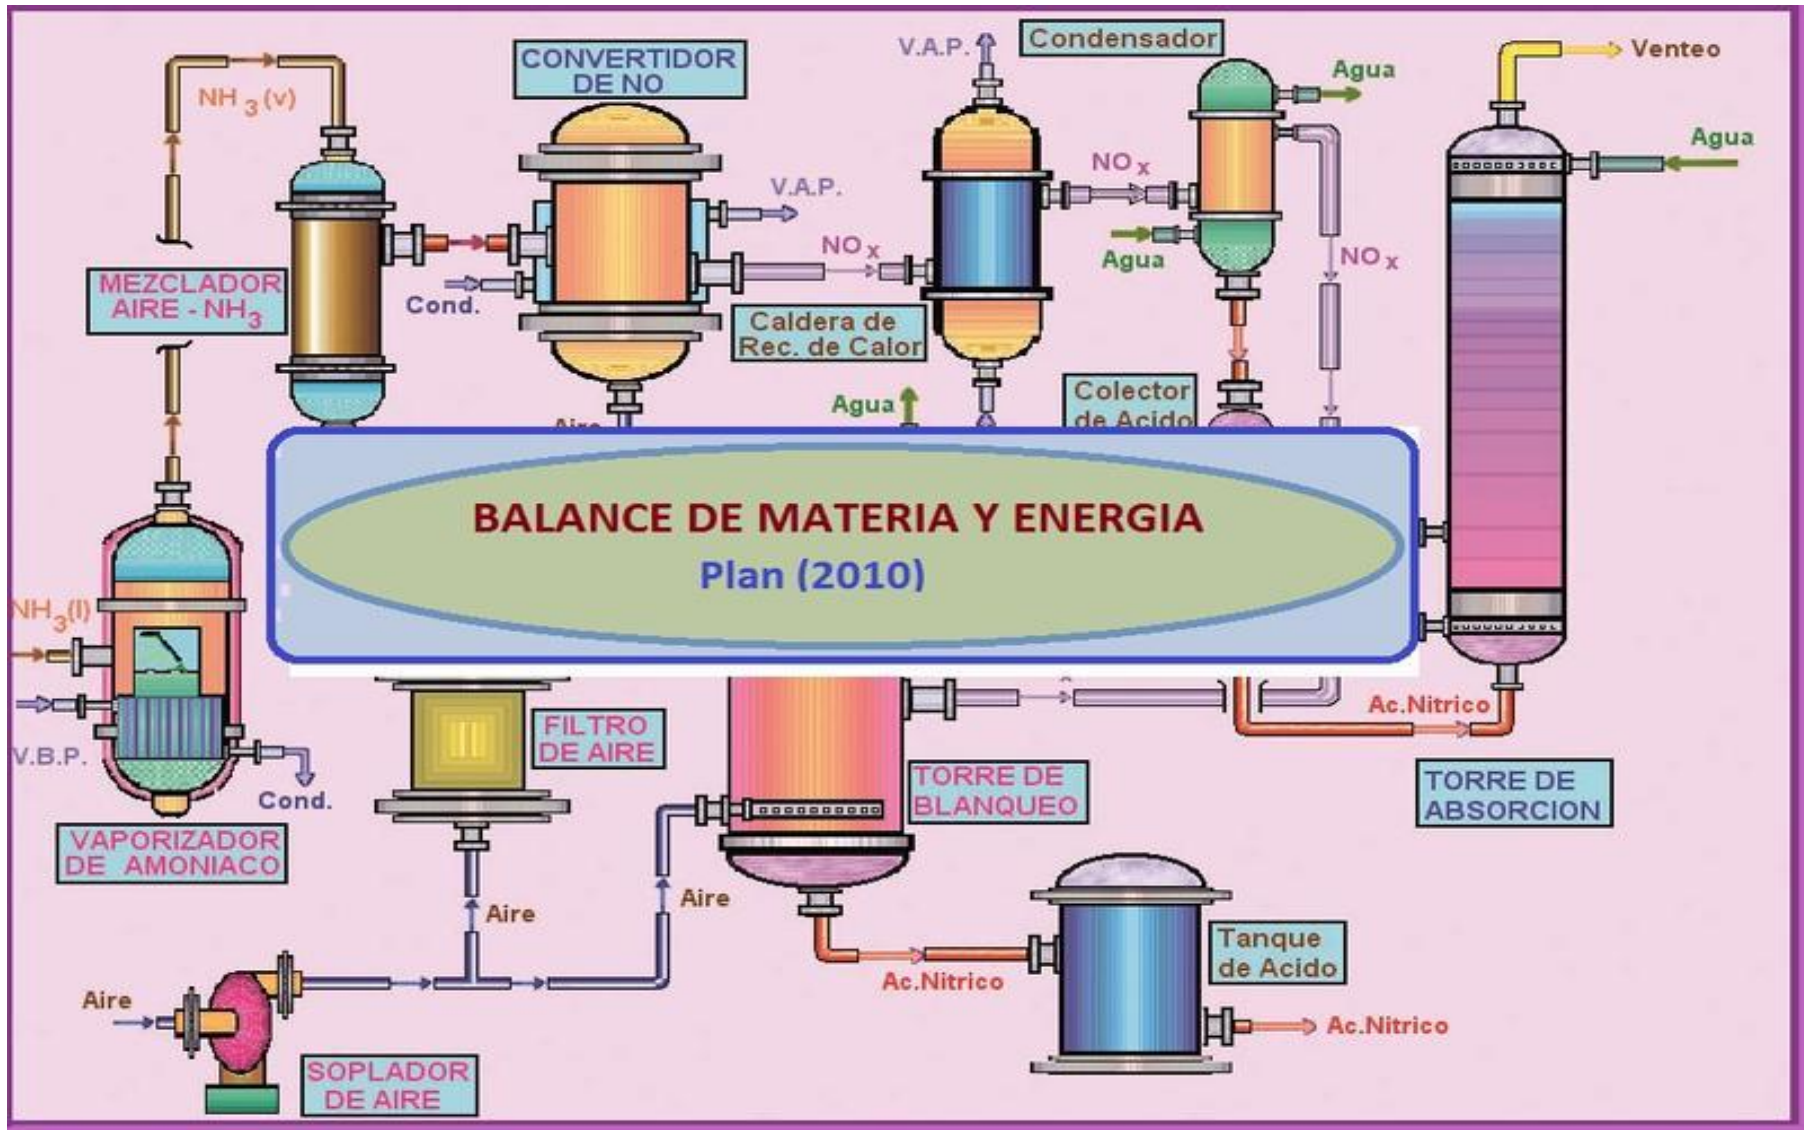 CONVERTIDOR
DE NO
V.A.P.
Condensador
Venteo
Agua
NH3(v)
Agua
NOx
V.A.P.
MEZCLADOR
AIRE - NH3
Cond.
NOx
Agua
NOx
Caldera de
Rec. de Calor
Agua
Colector
de Acido
Aire
BALANCE DE MATERIA Y ENERGIA
Plan (2010)
NH3(l)
V.B.P.
Cond.
FILTRO
DE AIRE
Ac.Nitrico
TORRE DE
BLANQUEO
TORRE DE
ABSORCION
VAPORIZADOR
DE AMONIACO
Aire
Aire
Tanque
de Acido
Ac.Nitrico
Aire
Ac.Nitrico
SOPLADOR
DE AIRE